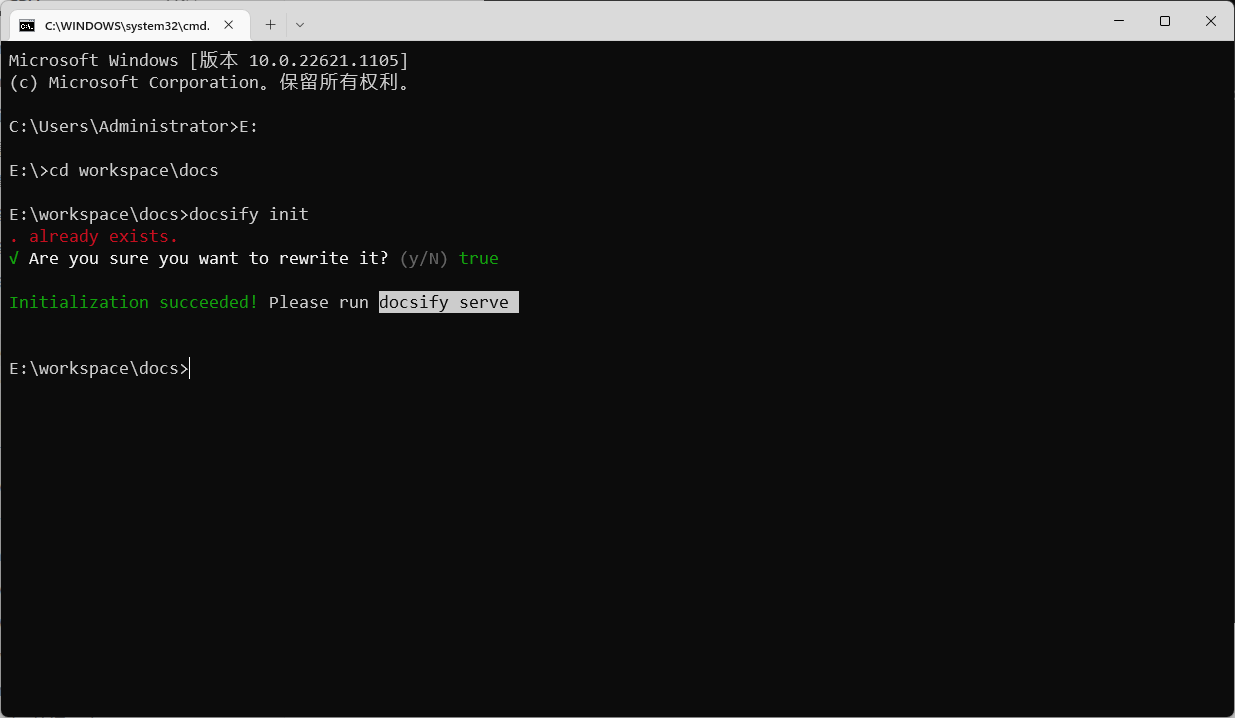 C:\WINDOWS\system32\cmd.
Microsoft Windows [版本 10.0.22621.1105]
(c) Microsoft Corporation。保留所有权利。
C:\Users\Administrator>E:
E:\>cd workspace\docs
E:\workspace\docs>docsify init
. already exists.
√ Are you sure you want to rewrite it? (y/N) true
Initialization succeeded! Please run docsify serve
E:\workspace\docs>